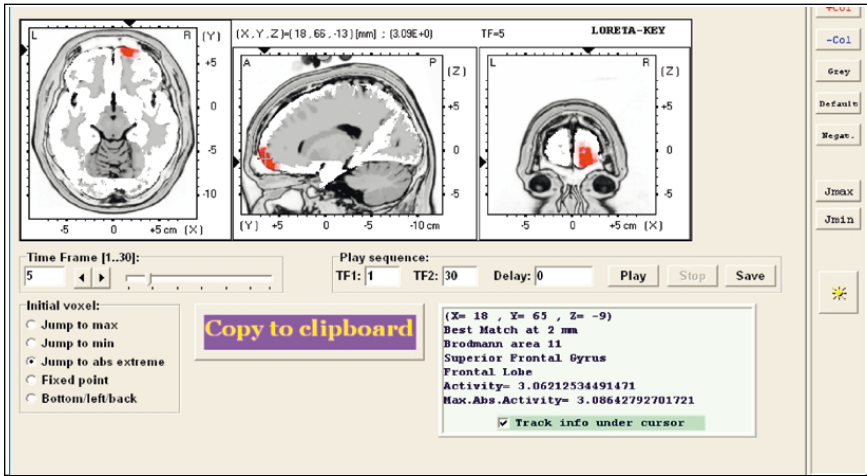 L R (Y)
+5
0
-5
-10
-5 0 +5 cm (X)
(X,Y,Z)=(18,66,-13)[mm] ; (3.09E+0) TF=5 LORETA-KEY
A P (Z)
+5
0
-5
(Y) +5 0 -5 -10 cm
L R (Z)
+5
0
-5
-5 0 +5 cm (X)
+Col
-Col
Grey
Default
Negat.
Jmax
Jmin
Time Frame [1..30]:
5
Play sequence:
TF1: 1 TF2: 30 Delay: 0 Play Stop Save
Initial voxel:
Jump to max
Jump to min
Jump to abs extreme
Fixed point
Bottom/left/back
Copy to clipboard
(X= 18 , Y= 65 , Z= -9)
Best Match at 2 mm
Brodmann area 11
Superior Frontal Gyrus
Frontal Lobe
Activity= 3.06212534491471
Max.Abs.Activity= 3.08642792701721
Track info under cursor